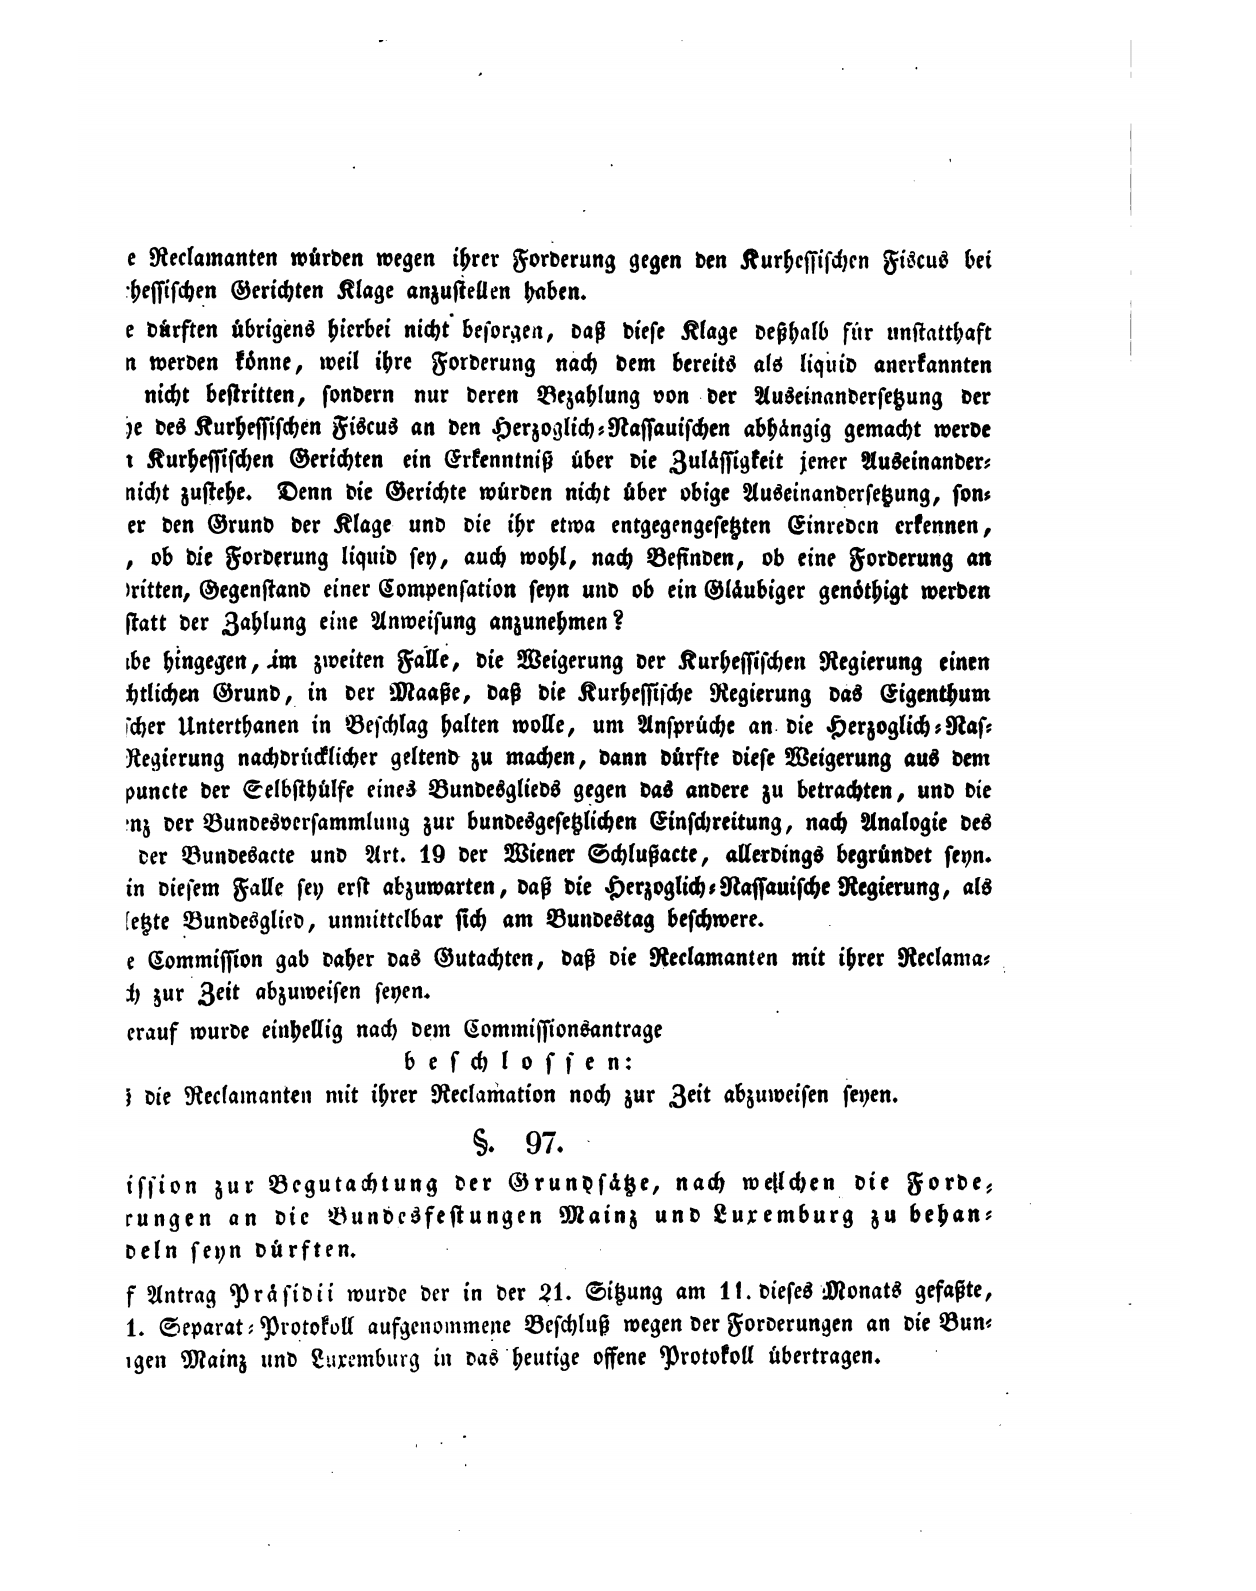 e Reclamanten würden wegen ihrer Forderung gegen den Kurhessischen Fiscus bei
hessischen Gerichten Klage anzustellen haben.
e dürften übrigens hierbei nicht besorgen, daß diese Klage deßhalb für unstatthaft
n werden könne, weil ihre Forderung nach dem bereits als liquid anerkannten
nicht bestritten, sondern nur deren Bezahlung von der Auseinandersetzung der
e des Kurhessischen Fiscus an den Herzoglich-Nassauischen abhängig gemacht werde
Kurhessischen Gerichten ein Erkenntniß über die Zulässigkeit jener Auseinander-
nicht zustehe. Denn die Gerichte würden nicht über obige Auseinandersetzung, son-
er den Grund der Klage und die ihr etwa entgegengesetzten Einreden erkennen,
, ob die Forderung liquid sey, auch wohl, nach Befinden, ob eine Forderung an
ritten, Gegenstand einer Compensation seyn und ob ein Gläubiger genöthigt werden
statt der Zahlung eine Anweisung anzunehmen?
be hingegen, im zweiten Falle, die Weigerung der Kurhessischen Regierung einen
htlichen Grund, in der Maaße, daß die Kurhessische Regierung das Eigenthum
scher Unterthanen in Beschlag halten wolle, um Ansprüche an die Herzoglich-Nas-
Regierung nachdrücklicher geltend zu machen, dann dürfte diese Weigerung aus dem
puncte der Selbsthülfe eines Bundesglieds gegen das andere zu betrachten, und die
nz der Bundesversammlung zur bundesgesetzlichen Einschreitung, nach Analogie des
der Bundesacte und Art. 19 der Wiener Schlußacte, allerdings begründet seyn.
in diesem Falle sey erst abzuwarten, daß die Herzoglich-Nassauische Regierung, als
letzte Bundesglied, unmittelbar sich am Bundestag beschwere.
e Commission gab daher das Gutachten, daß die Reclamanten mit ihrer Reclama-
h zur Zeit abzuweisen seyen.
erauf wurde einhellig nach dem Commissionsantrage
beschlossen:
die Reclamanten mit ihrer Reclamation noch zur Zeit abzuweisen seyen.
§. 97.
ission zur Begutachtung der Grundsätze, nach welchen die Forde-
rungen an die Bundesfestungen Mainz und Luxemburg zu behan-
deln seyn dürften.
f Antrag Präsidii wurde der in der 21. Sitzung am 11. dieses Monats gefaßte,
1. Separat-Protokoll aufgenommene Beschluß wegen der Forderungen an die Bun-
gen Mainz und Luxemburg in das heutige offene Protokoll übertragen.